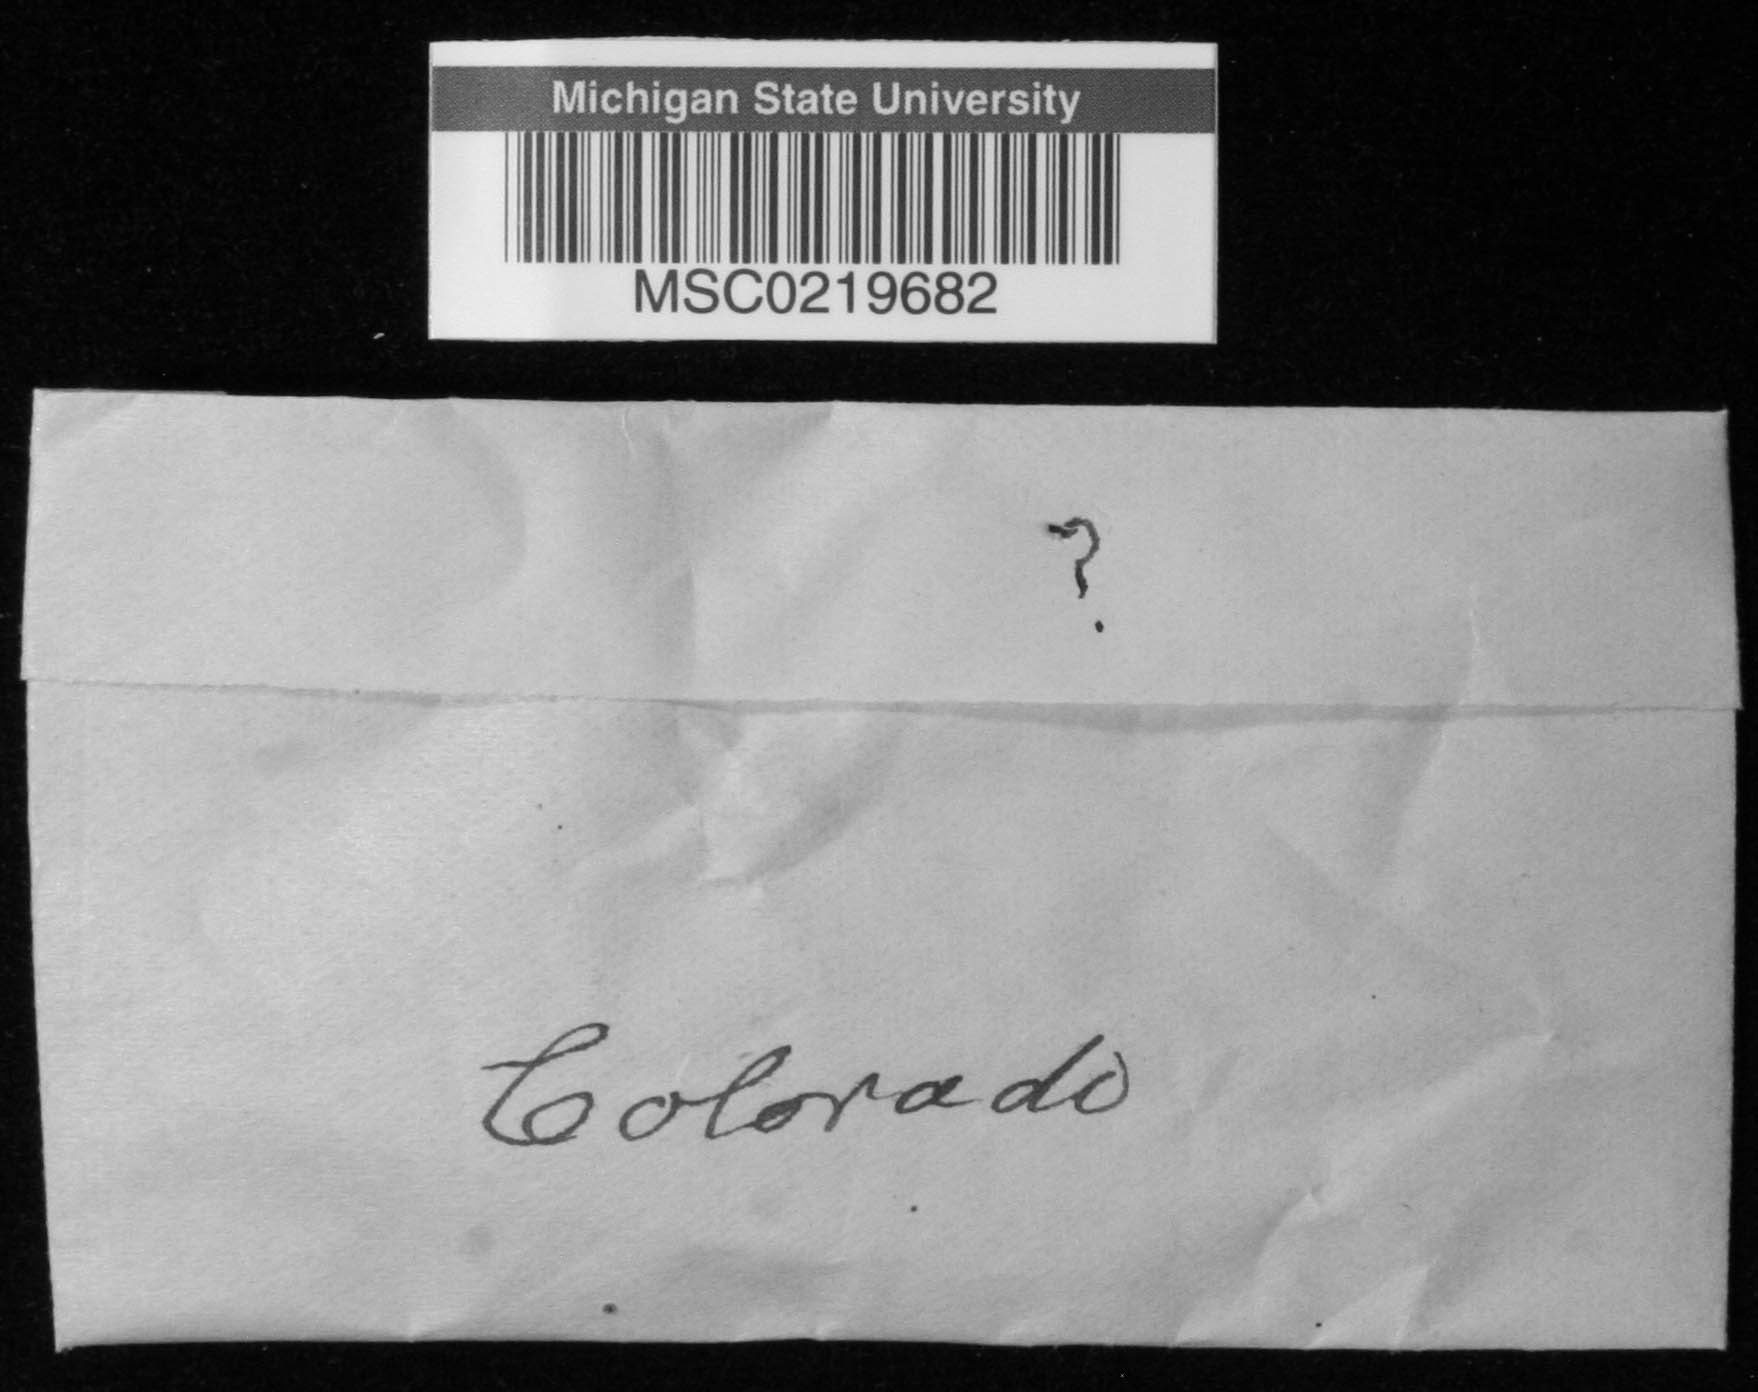 Michigan State University
MSC0219682
?
Colorado